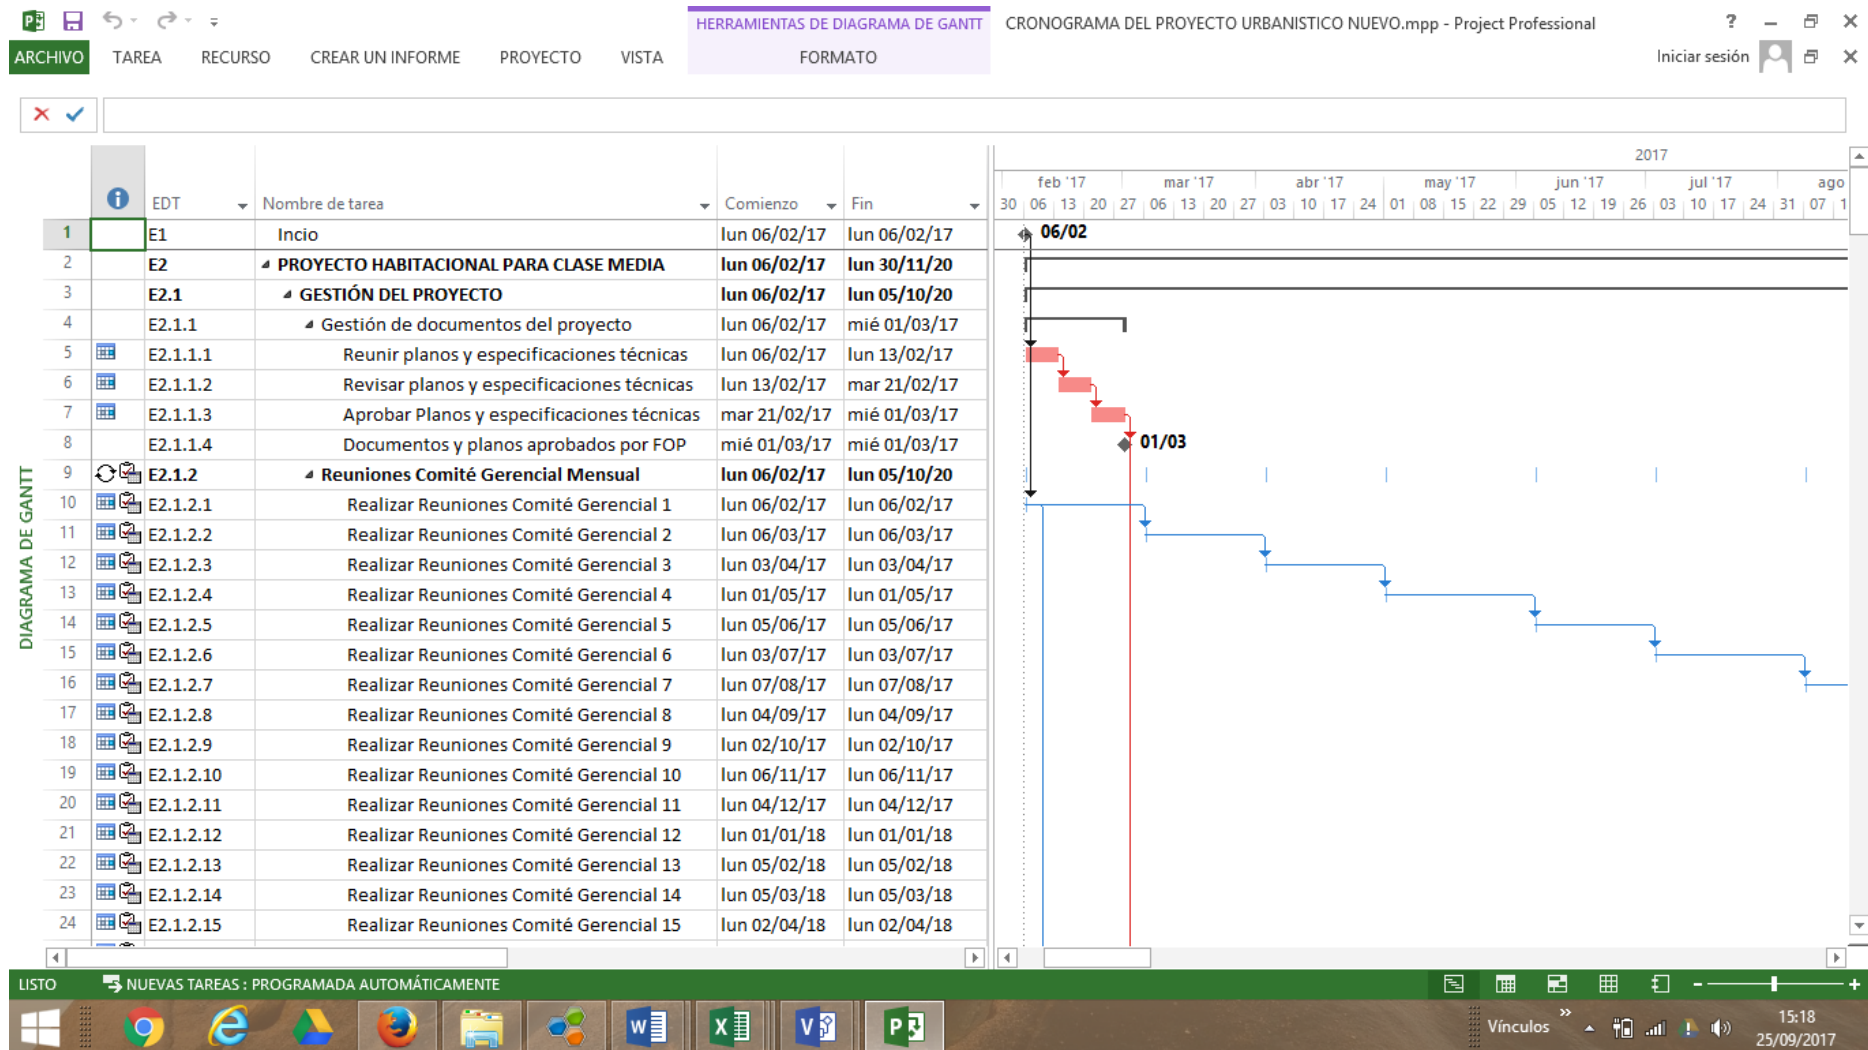 HERRAMIENTAS DE DIAGRAMA DE GANTT CRONOGRAMA DEL PROYECTO URBANISTICO NUEVO.mpp - Project Professional
ARCHIVO TAREA RECURSO CREAR UN INFORME PROYECTO VISTA FORMATO Iniciar sesión
2017
feb '17 mar '17 abr '17 may '17 jun '17 jul '17 ago
EDT Nombre de tarea Comienzo Fin 30 06 13 20 27 06 13 20 27 03 10 17 24 01 08 15 22 29 05 12 19 26 03 10 17 24 31 07 1
1 E1 Incio lun 06/02/17 lun 06/02/17 06/02
2 E2 PROYECTO HABITACIONAL PARA CLASE MEDIA lun 06/02/17 lun 30/11/20
3 E2.1 GESTIÓN DEL PROYECTO lun 06/02/17 lun 05/10/20
4 E2.1.1 Gestión de documentos del proyecto lun 06/02/17 mié 01/03/17
5 E2.1.1.1 Reunir planos y especificaciones técnicas lun 06/02/17 lun 13/02/17
6 E2.1.1.2 Revisar planos y especificaciones técnicas lun 13/02/17 mar 21/02/17
7 E2.1.1.3 Aprobar Planos y especificaciones técnicas mar 21/02/17 mié 01/03/17
8 E2.1.1.4 Documentos y planos aprobados por FOP mié 01/03/17 mié 01/03/17 01/03
9 E2.1.2 Reuniones Comité Gerencial Mensual lun 06/02/17 lun 05/10/20
10 E2.1.2.1 Realizar Reuniones Comité Gerencial 1 lun 06/02/17 lun 06/02/17
11 E2.1.2.2 Realizar Reuniones Comité Gerencial 2 lun 06/03/17 lun 06/03/17
12 E2.1.2.3 Realizar Reuniones Comité Gerencial 3 lun 03/04/17 lun 03/04/17
13 E2.1.2.4 Realizar Reuniones Comité Gerencial 4 lun 01/05/17 lun 01/05/17
14 E2.1.2.5 Realizar Reuniones Comité Gerencial 5 lun 05/06/17 lun 05/06/17
15 E2.1.2.6 Realizar Reuniones Comité Gerencial 6 lun 03/07/17 lun 03/07/17
16 E2.1.2.7 Realizar Reuniones Comité Gerencial 7 lun 07/08/17 lun 07/08/17
17 E2.1.2.8 Realizar Reuniones Comité Gerencial 8 lun 04/09/17 lun 04/09/17
18 E2.1.2.9 Realizar Reuniones Comité Gerencial 9 lun 02/10/17 lun 02/10/17
19 E2.1.2.10 Realizar Reuniones Comité Gerencial 10 lun 06/11/17 lun 06/11/17
20 E2.1.2.11 Realizar Reuniones Comité Gerencial 11 lun 04/12/17 lun 04/12/17
21 E2.1.2.12 Realizar Reuniones Comité Gerencial 12 lun 01/01/18 lun 01/01/18
22 E2.1.2.13 Realizar Reuniones Comité Gerencial 13 lun 05/02/18 lun 05/02/18
23 E2.1.2.14 Realizar Reuniones Comité Gerencial 14 lun 05/03/18 lun 05/03/18
24 E2.1.2.15 Realizar Reuniones Comité Gerencial 15 lun 02/04/18 lun 02/04/18
DIAGRAMA DE GANTT
LISTO NUEVAS TAREAS : PROGRAMADA AUTOMÁTICAMENTE
Vínculos 15:18
25/09/2017